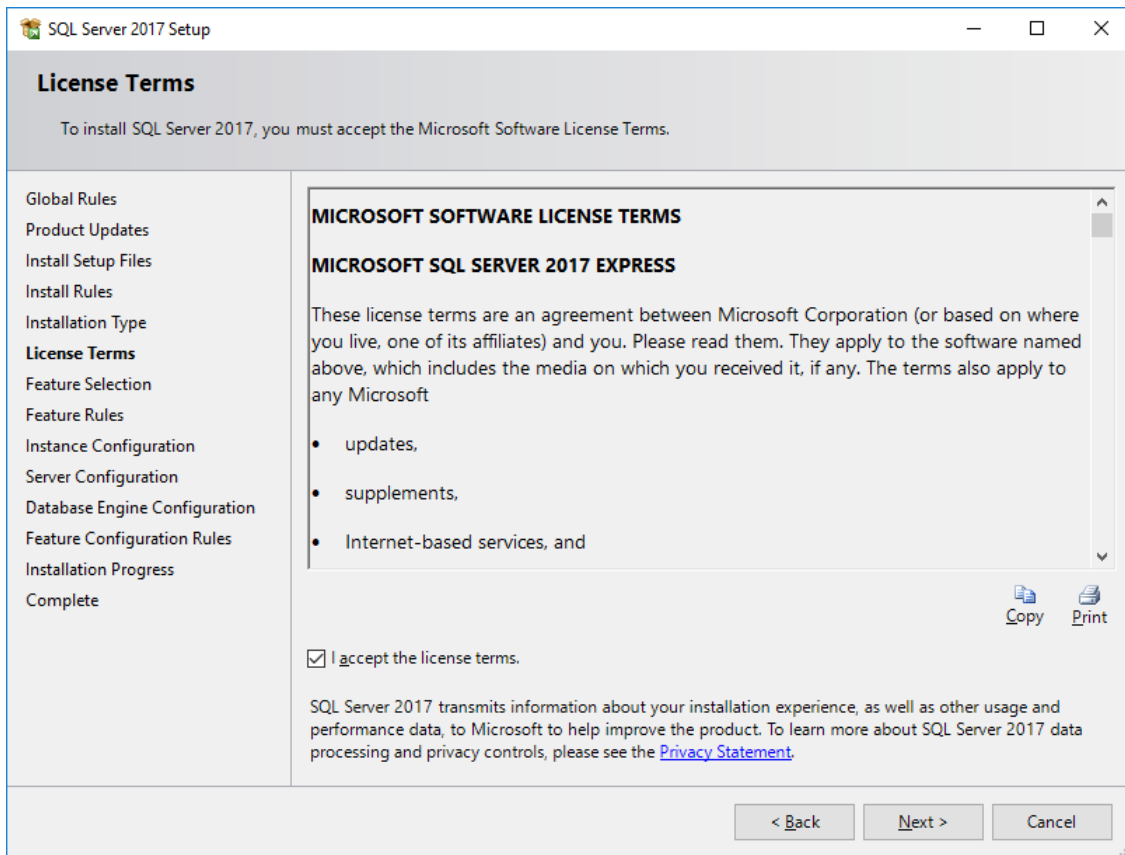 SQL Server 2017 Setup
License Terms
To install SQL Server 2017, you must accept the Microsoft Software License Terms.
Global Rules
Product Updates
Install Setup Files
Install Rules
Installation Type
License Terms
Feature Selection
Feature Rules
Instance Configuration
Server Configuration
Database Engine Configuration
Feature Configuration Rules
Installation Progress
Complete
MICROSOFT SOFTWARE LICENSE TERMS
MICROSOFT SQL SERVER 2017 EXPRESS
These license terms are an agreement between Microsoft Corporation (or based on where
you live, one of its affiliates) and you. Please read them. They apply to the software named
above, which includes the media on which you received it, if any. The terms also apply to
any Microsoft
• updates,
• supplements,
• Internet-based services, and
Copy Print
I accept the license terms.
SQL Server 2017 transmits information about your installation experience, as well as other usage and
performance data, to Microsoft to help improve the product. To learn more about SQL Server 2017 data
processing and privacy controls, please see the Privacy Statement.
< Back Next > Cancel